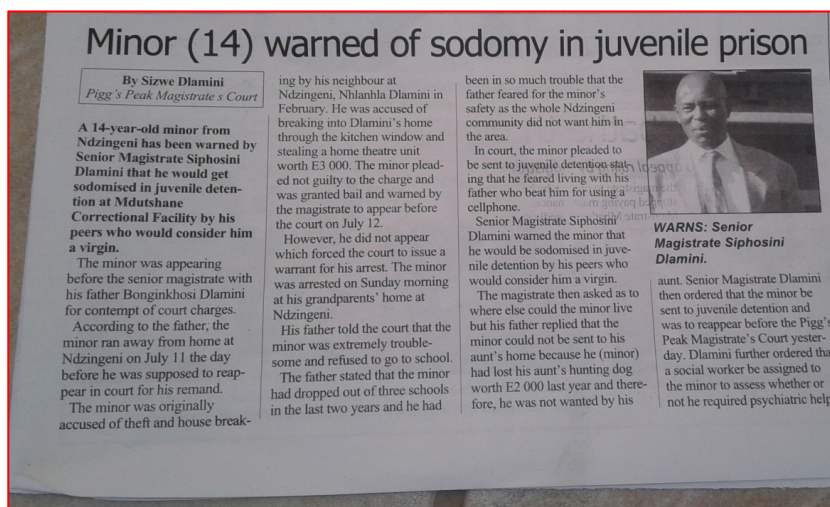 Minor (14) warned of sodomy in juvenile prison
By Sizwe Dlamini
Pigg's Peak Magistrate s Court
A 14-year-old minor from
Ndzingeni has been warned by
Senior Magistrate Siphosini
Dlamini that he would get
sodomised in juvenile deten-
tion at Mdutshane
Correctional Facility by his
peers who would consider him
a virgin.
The minor was appearing
before the senior magistrate with
his father Bonginkhosi Dlamini
for contempt of court charges.
According to the father, the
minor ran away from home at
Ndzingeni on July 11 the day
before he was supposed to reap-
pear in court for his remand.
The minor was originally
accused of theft and house break-
ing by his neighbour at
Ndzingeni, Nhlanhla Dlamini in
February. He was accused of
breaking into Dlamini's home
through the kitchen window and
stealing a home theatre unit
worth E3 000. The minor plead-
ed not guilty to the charge and
was granted bail and warned by
the magistrate to appear before
the court on July 12.
However, he did not appear
which forced the court to issue a
warrant for his arrest. The minor
was arrested on Sunday morning
at his grandparents' home at
Ndzingeni.
His father told the court that the
minor was extremely trouble-
some and refused to go to school.
The father stated that the minor
had dropped out of three schools
in the last two years and he had
been in so much trouble that the
father feared for the minor's
safety as the whole Ndzingeni
community did not want him in
the area.
In court, the minor pleaded to
be sent to juvenile detention stat-
ing that he feared living with his
father who beat him for using a
cellphone.
Senior Magistrate Siphosini
Dlamini warned the minor that
he would be sodomised in juve-
nile detention by his peers who
would consider him a virgin.
The magistrate then asked as to
where else could the minor live
but his father replied that the
minor could not be sent to his
aunt's home because he (minor)
had lost his aunt's hunting dog
worth E2 000 last year and there-
fore, he was not wanted by his
WARNS: Senior
Magistrate Siphosini
Dlamini.
aunt. Senior Magistrate Dlamini
then ordered that the minor be
sent to juvenile detention and
was to reappear before the Pigg's
Peak Magistrate's Court yester-
day. Dlamini further ordered tha
a social worker be assigned to
the minor to assess whether or
not he required psychiatric help